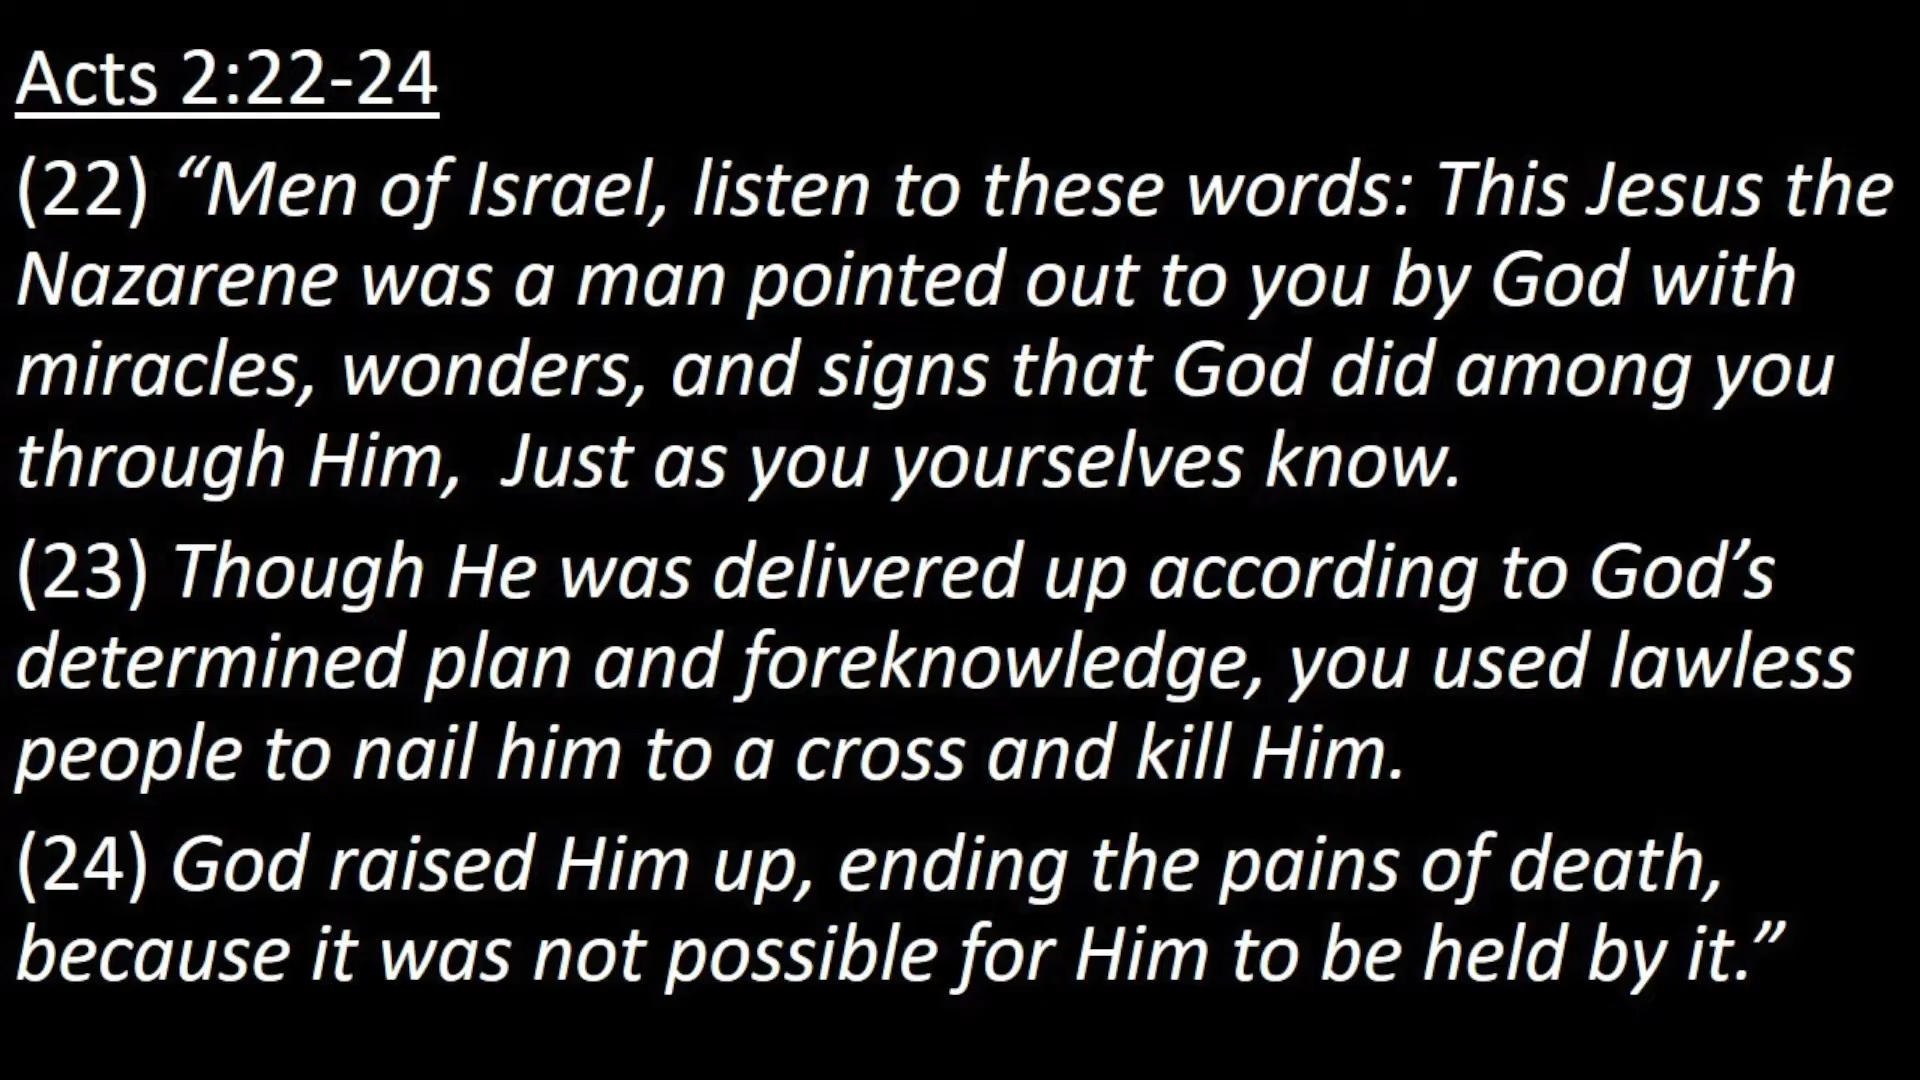 Acts 2:22-24
(22) “Men of Israel, listen to these words: This Jesus the
Nazarene was a man pointed out to you by God with
miracles, wonders, and signs that God did among you
through Him,  Just as you yourselves know.
(23) Though He was delivered up according to God’s
determined plan and foreknowledge, you used lawless
people to nail him to a cross and kill Him.
(24) God raised Him up, ending the pains of death,
because it was not possible for Him to be held by it.”